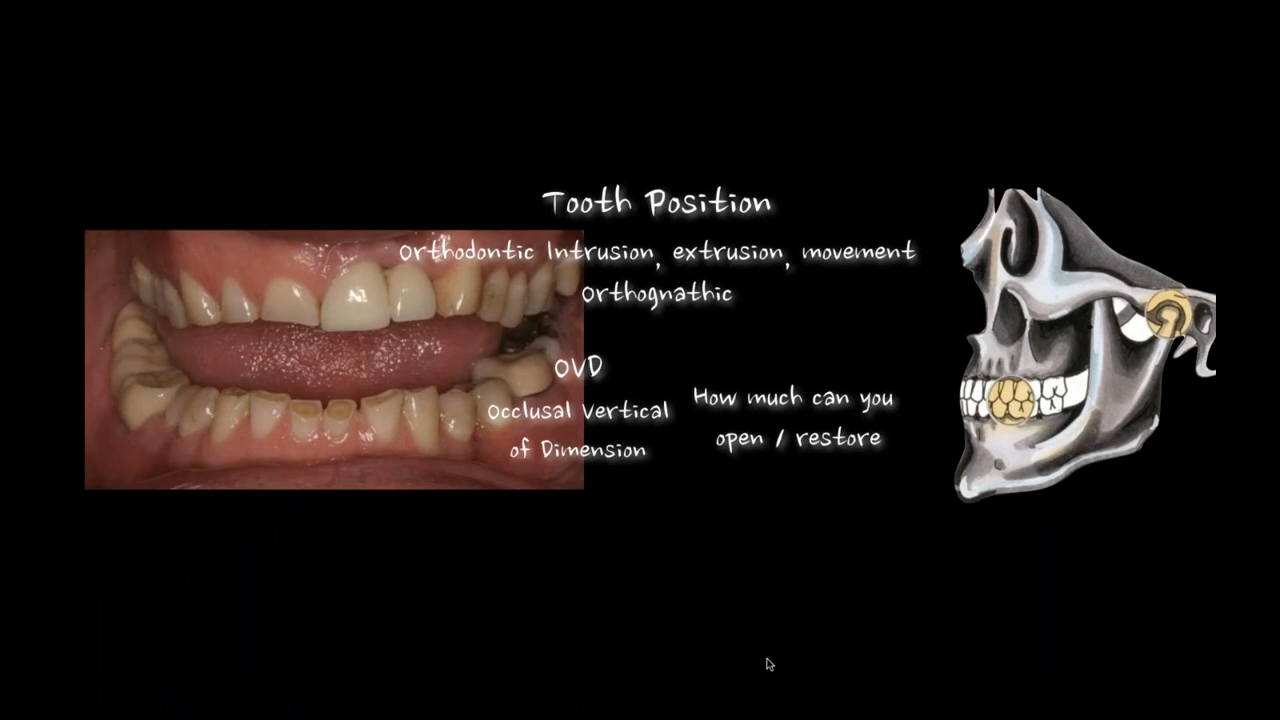 Tooth Position
Orthodontic Intrusion, extrusion, movement
Orthognathic
OVD
Occlusal Vertical
of Dimension
How much can you
open / restore